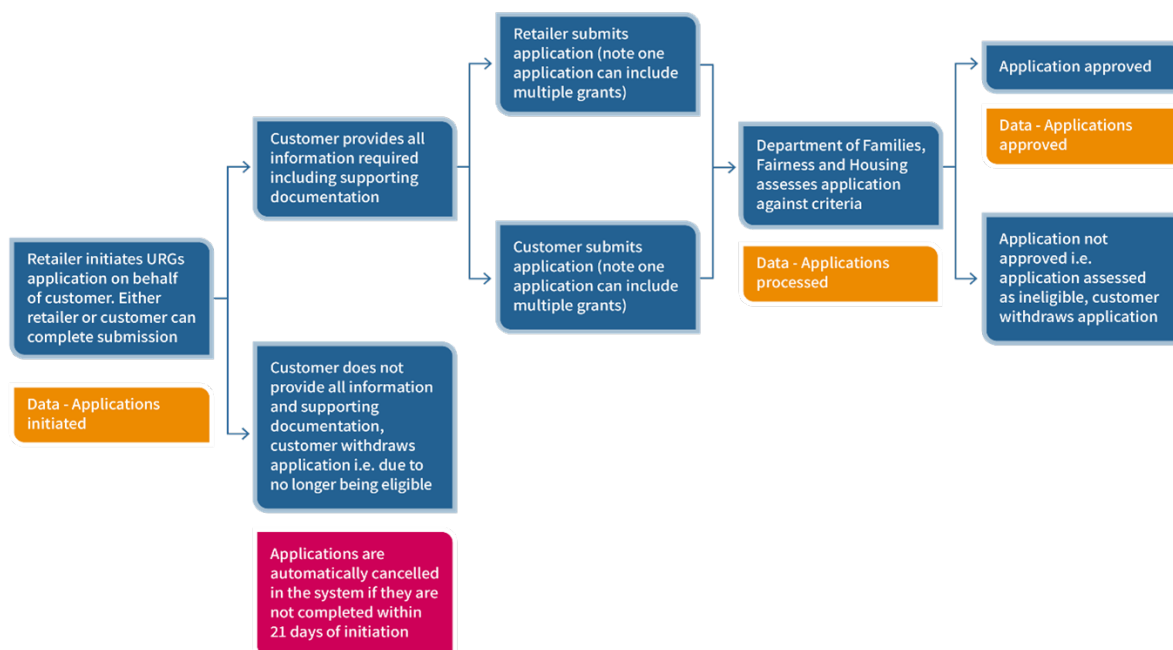 Retailer initiates URGs
application on behalf
of customer. Either
retailer or customer can
complete submission
Data - Applications
initiated
Customer provides all
information required
including supporting
documentation
Customer does not
provide all information
and supporting
documentation,
customer withdraws
application i.e. due to
no longer being eligible
Applications are
automatically cancelled
in the system if they are
not completed within
21 days of initiation
Retailer submits
application (note one
application can include
multiple grants)
Customer submits
application (note one
application can include
multiple grants)
Department of Families,
Fairness and Housing
assesses application
against criteria
Data - Applications
processed
Application approved
Data - Applications
approved
Application not
approved i.e.
application assessed
as ineligible, customer
withdraws application